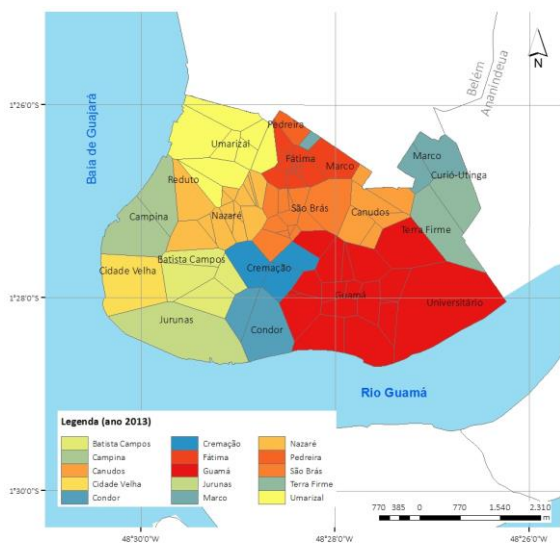 Belém
Ananindeua
N
1°26'0"S
1°28'0"S
1°30'0"S
Baia de Guajará
Umarizal
Pedreira
Fátima
Marco
Marco
Curió-Utinga
Reduto
Campina
Nazaré
São Brás
Canudos
Terra Firme
Batista Campos
Cidade Velha
Cremação
Guamá
Universitário
Jurunas
Condor
Rio Guamá
Legenda (ano 2013)
Batista Campos
Campina
Canudos
Cidade Velha
Condor
Cremação
Fátima
Guamá
Jurunas
Marco
Nazaré
Pedreira
São Brás
Terra Firme
Umarizal
770 385 0 770 1.540 2.310
m
48°30'0"S
48°28'0"S
48°26'0"S